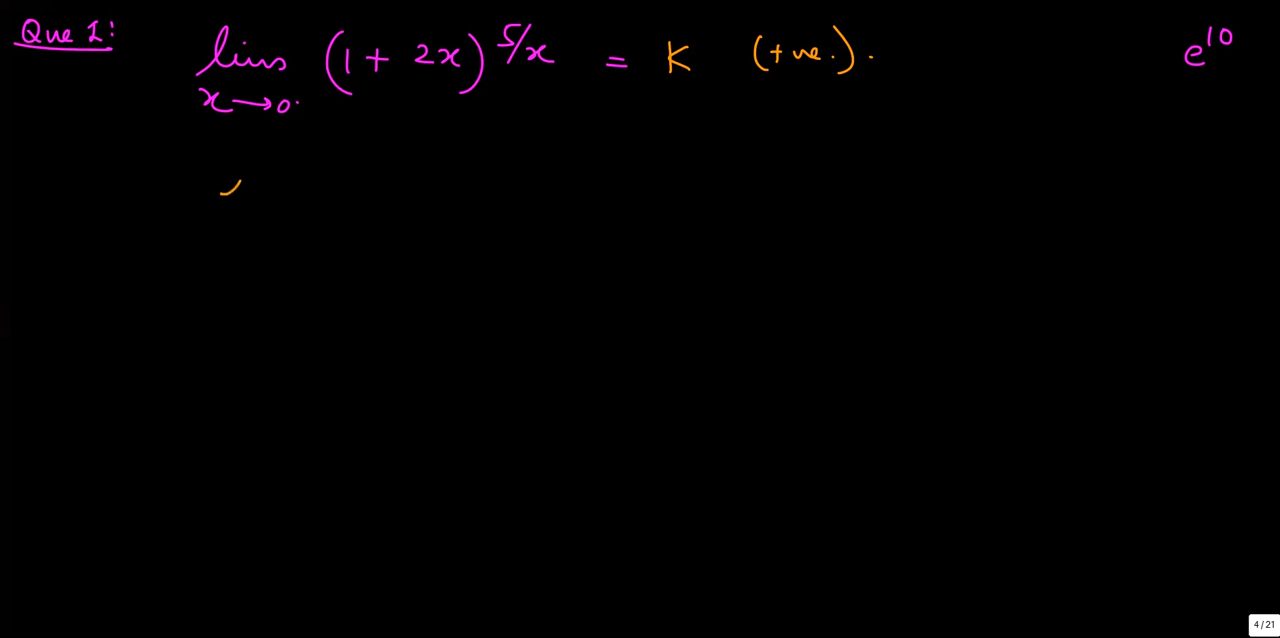 Que 1: lim (1 + 2x)^5/x = K (+ve.). e^10
x→0.
4 / 21